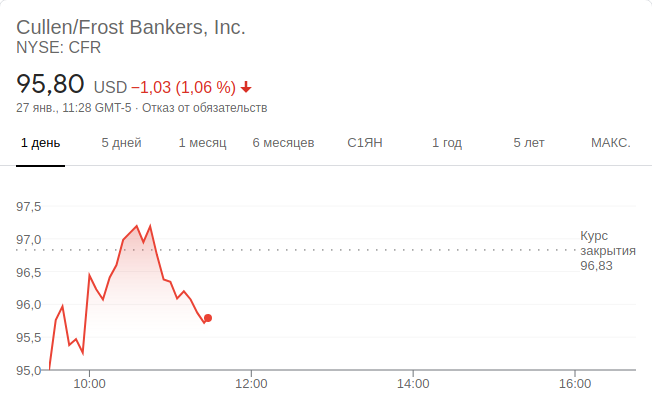 Cullen/Frost Bankers, Inc.
NYSE: CFR
95,80 USD −1,03 (1,06 %)
27 янв., 11:28 GMT-5 · Отказ от обязательств
1 день 5 дней 1 месяц 6 месяцев С1ЯН 1 год 5 лет МАКС.
97,5
97,0
96,5
96,0
95,5
95,0
Курс
закрытия
96,83
10:00 12:00 14:00 16:00